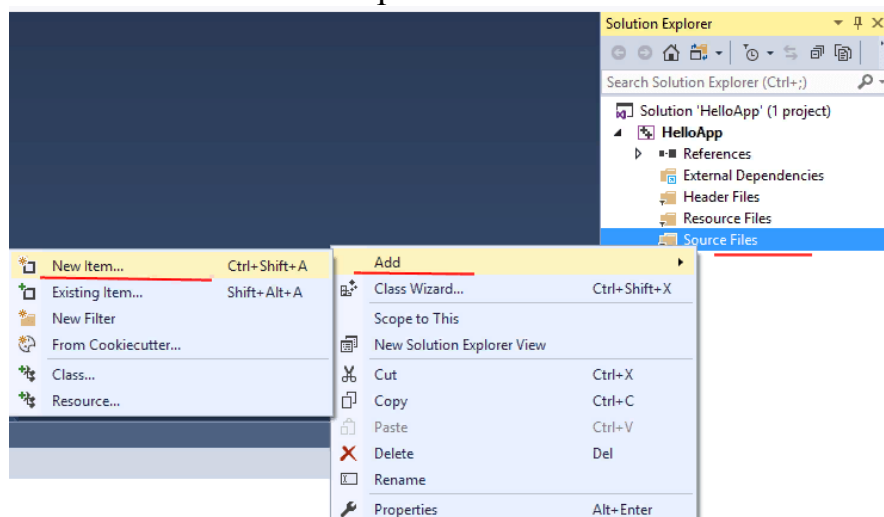 Solution Explorer
Search Solution Explorer (Ctrl+;)
Solution 'HelloApp' (1 project)
HelloApp
References
External Dependencies
Header Files
Resource Files
Source Files
New Item... Ctrl+Shift+A
Existing Item... Shift+Alt+A
New Filter
From Cookiecutter...
Class...
Resource...
Add
Class Wizard... Ctrl+Shift+X
Scope to This
New Solution Explorer View
Cut Ctrl+X
Copy Ctrl+C
Paste Ctrl+V
Delete Del
Rename
Properties Alt+Enter